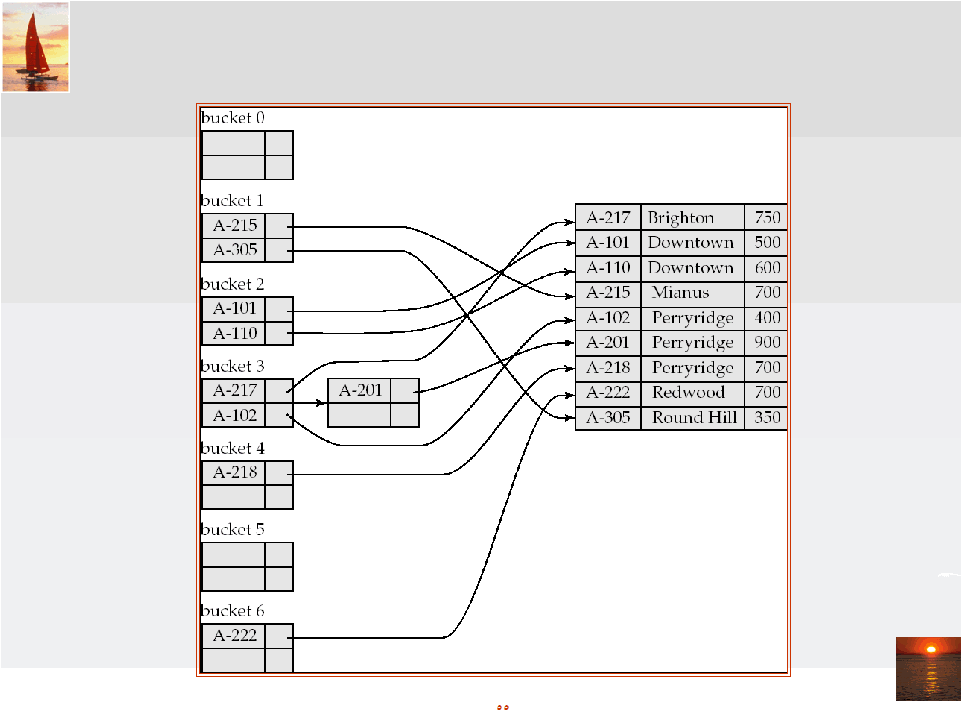 bucket 0
bucket 1
A-215
A-305
bucket 2
A-101
A-110
bucket 3
A-217
A-102
A-201
bucket 4
A-218
bucket 5
bucket 6
A-222
A-217 Brighton 750
A-101 Downtown 500
A-110 Downtown 600
A-215 Mianus 700
A-102 Perryridge 400
A-201 Perryridge 900
A-218 Perryridge 700
A-222 Redwood 700
A-305 Round Hill 350